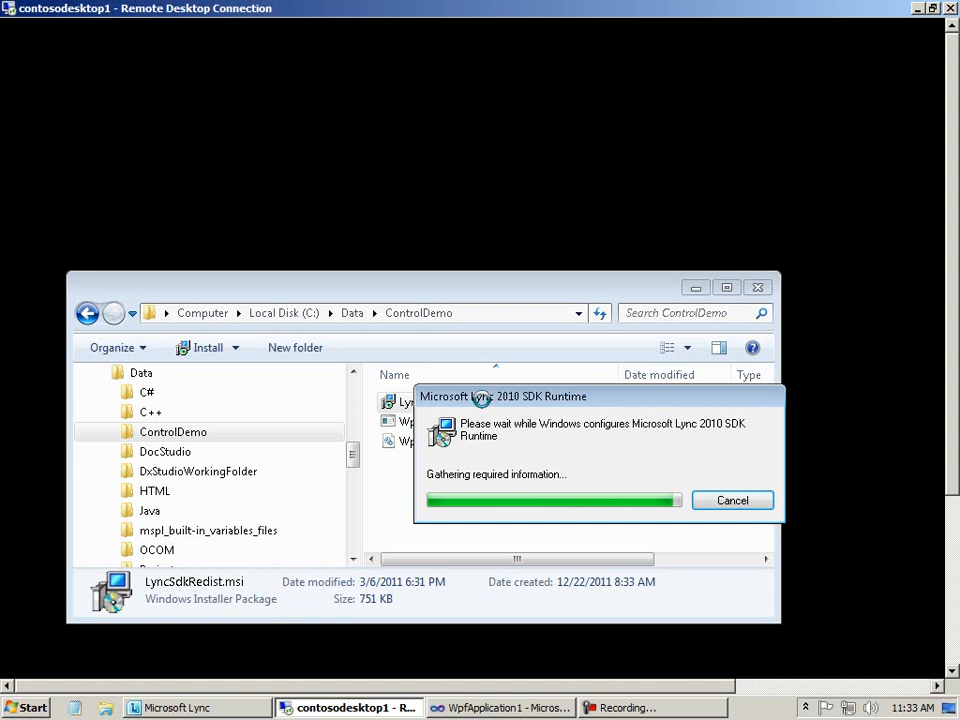 contosodesktop1 - Remote Desktop Connection
Computer Local Disk (C:) Data ControlDemo
Search ControlDemo
Organize Install New folder
Data
C#
C++
ControlDemo
DocStudio
DxStudioWorkingFolder
HTML
Java
mspl_built-in_variables_files
OCOM
Name Date modified Type
Lyn
Wp
Wp
Microsoft Lync 2010 SDK Runtime
Please wait while Windows configures Microsoft Lync 2010 SDK
Runtime
Gathering required information...
Cancel
LyncSdkRedist.msi Date modified: 3/6/2011 6:31 PM Date created: 12/22/2011 8:33 AM
Windows Installer Package Size: 751 KB
Start Microsoft Lync contosodesktop1 - R... WpfApplication1 - Micros... Recording... 11:33 AM